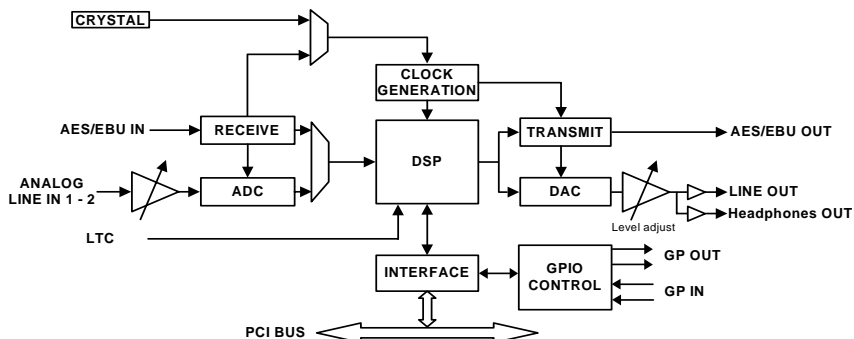 CRYSTAL
CLOCK
GENERATION
AES/EBU IN
RECEIVE
TRANSMIT
AES/EBU OUT
DSP
ANALOG
LINE IN 1 - 2
ADC
DAC
LINE OUT
Headphones OUT
Level adjust
LTC
INTERFACE
GPIO
CONTROL
GP OUT
GP IN
PCI BUS